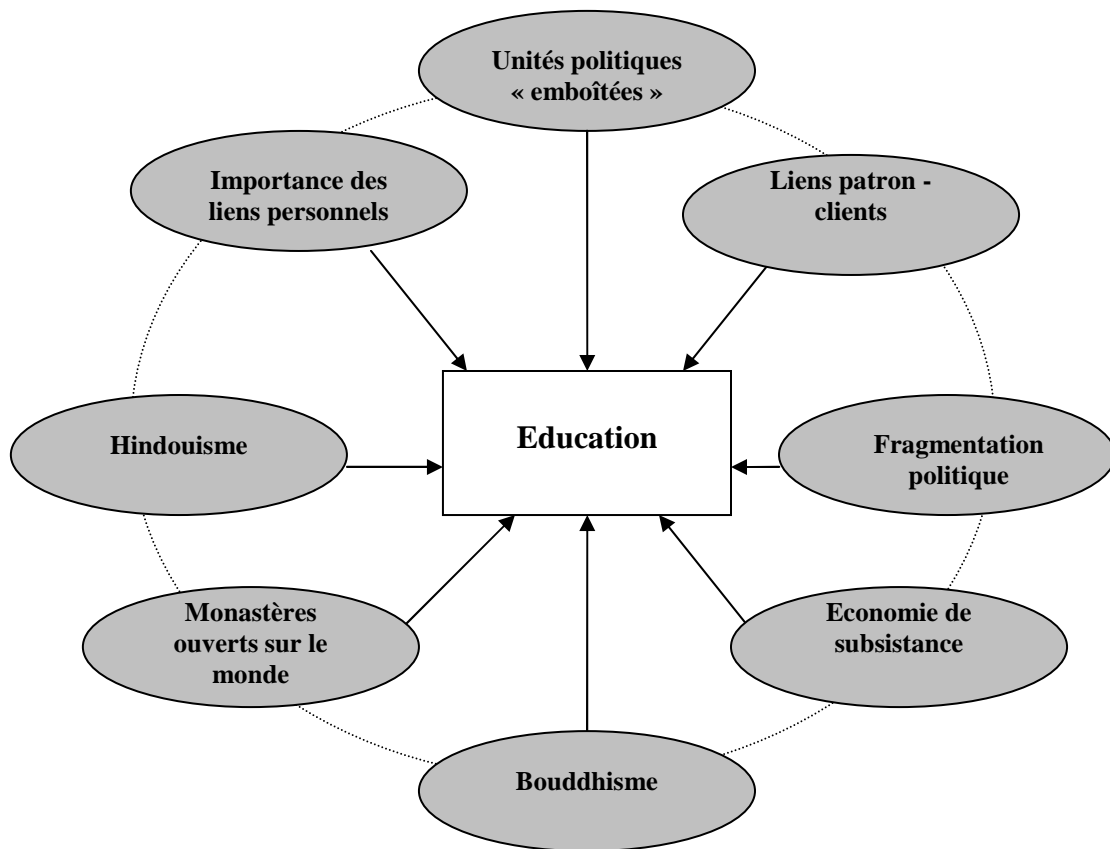 Unités politiques
« emboîtées »
Importance des
liens personnels
Liens patron -
clients
Hindouisme
Education
Fragmentation
politique
Monastères
ouverts sur le
monde
Economie de
subsistance
Bouddhisme